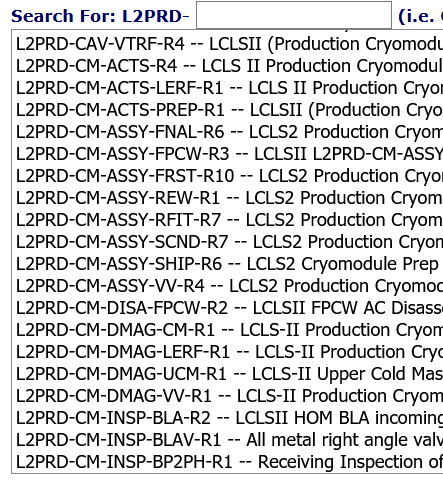 Search For: L2PRD- (i.e.
L2PRD-CAV-VTRF-R4 -- LCLSII (Production Cryomodu
L2PRD-CM-ACTS-R4 -- LCLS II Production Cryomodul
L2PRD-CM-ACTS-LERF-R1 -- LCLS II Production Cryo
L2PRD-CM-ACTS-PREP-R1 -- LCLSII (Production Cryo
L2PRD-CM-ASSY-FNAL-R6 -- LCLS2 Production Cryom
L2PRD-CM-ASSY-FPCW-R3 -- LCLSII L2PRD-CM-ASSY
L2PRD-CM-ASSY-FRST-R10 -- LCLS2 Production Cryo
L2PRD-CM-ASSY-REW-R1 -- LCLS2 Production Cryom
L2PRD-CM-ASSY-RFIT-R7 -- LCLS2 Production Cryom
L2PRD-CM-ASSY-SCND-R7 -- LCLS2 Production Cryom
L2PRD-CM-ASSY-SHIP-R6 -- LCLS2 Cryomodule Prep
L2PRD-CM-ASSY-VV-R4 -- LCLS2 Production Cryomod
L2PRD-CM-DISA-FPCW-R2 -- LCLSII FPCW AC Disass
L2PRD-CM-DMAG-CM-R1 -- LCLS-II Production Cryom
L2PRD-CM-DMAG-LERF-R1 -- LCLS-II Production Cryo
L2PRD-CM-DMAG-UCM-R1 -- LCLS-II Upper Cold Mas
L2PRD-CM-DMAG-VV-R1 -- LCLS-II Production Cryom
L2PRD-CM-INSP-BLA-R2 -- LCLSII HOM BLA incoming
L2PRD-CM-INSP-BLAV-R1 -- All metal right angle valv
L2PRD-CM-INSP-BP2PH-R1 -- Receiving Inspection of